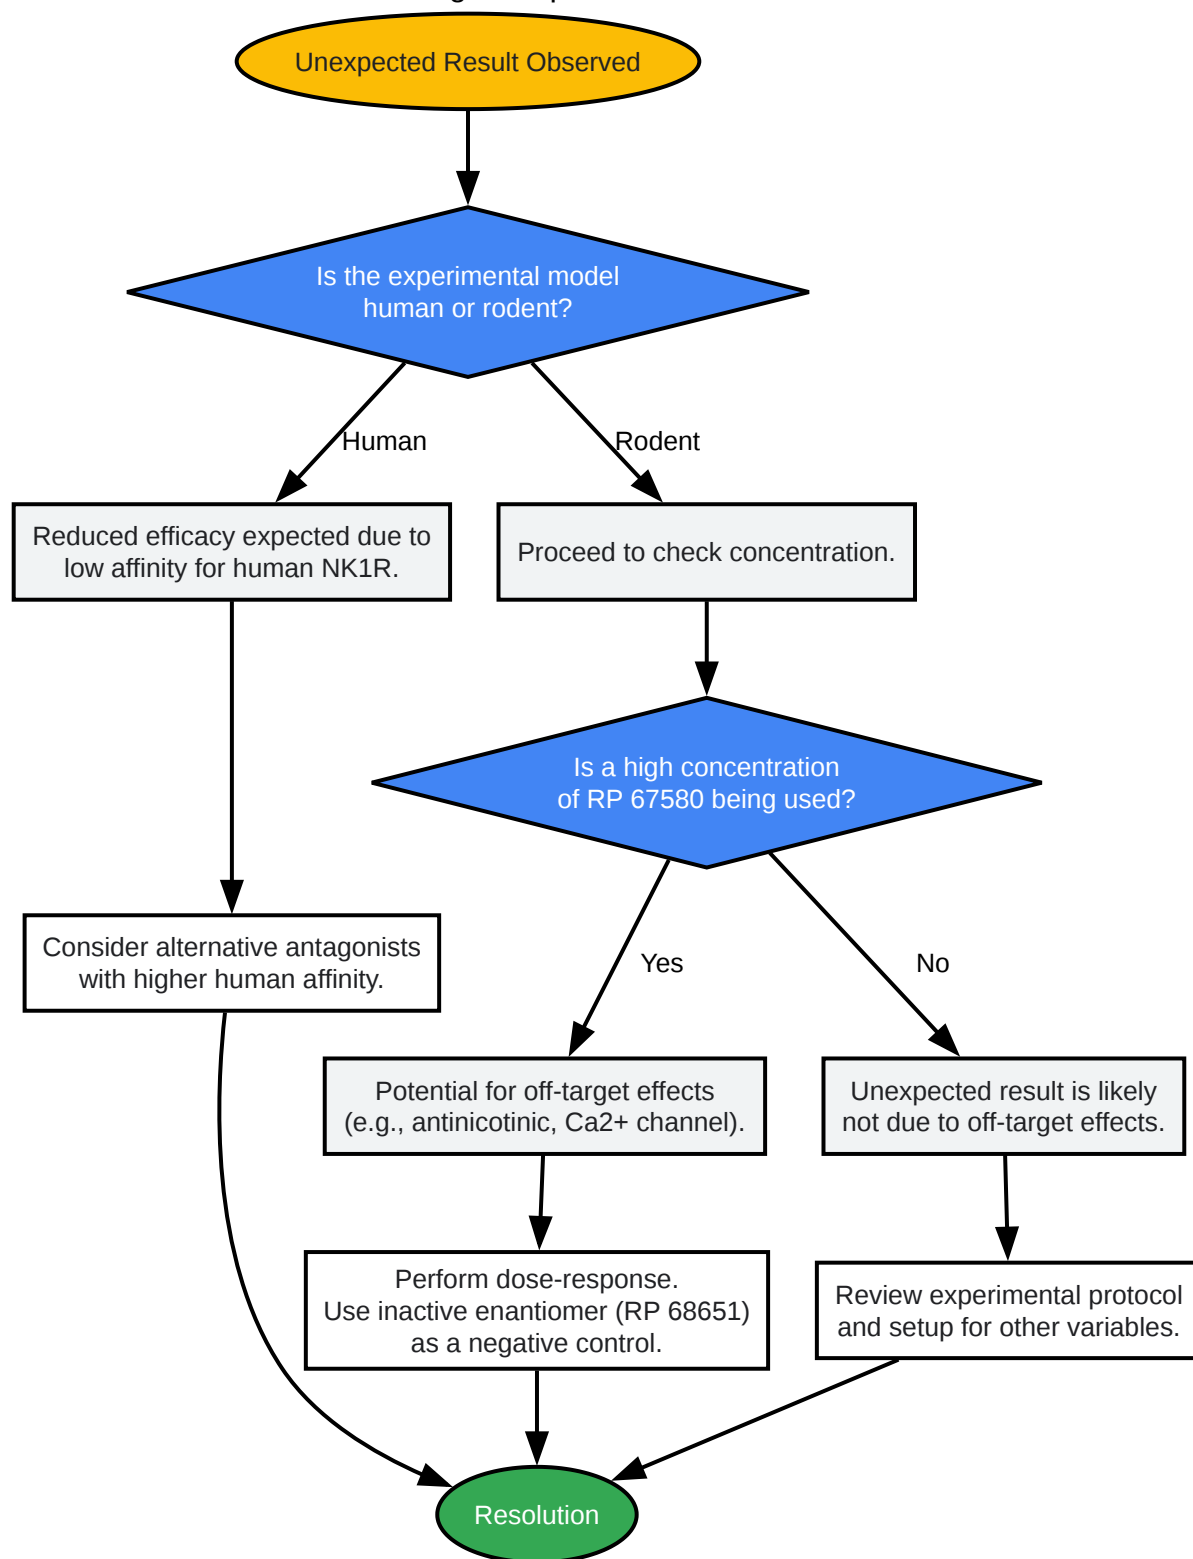 Unexpected Result Observed
Is the experimental model
human or rodent?
Human
Rodent
Reduced efficacy expected due to
low affinity for human NK1R.
Proceed to check concentration.
Is a high concentration
of RP 67580 being used?
Consider alternative antagonists
with higher human affinity.
Yes
No
Potential for off-target effects
(e.g., antinicotinic, Ca2+ channel).
Unexpected result is likely
not due to off-target effects.
Perform dose-response.
Use inactive enantiomer (RP 68651)
as a negative control.
Review experimental protocol
and setup for other variables.
Resolution